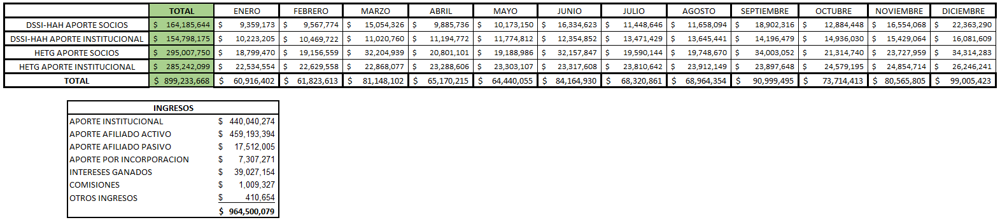 TOTAL ENERO FEBRERO MARZO ABRIL MAYO JUNIO JULIO AGOSTO SEPTIEMBRE OCTUBRE NOVIEMBRE DICIEMBRE
DSSI-HAH APORTE SOCIOS $ 164,185,644 $ 9,359,173 $ 9,567,774 $ 15,054,326 $ 9,885,736 $ 10,173,150 $ 16,334,623 $ 11,448,646 $ 11,658,094 $ 18,902,316 $ 12,884,448 $ 16,554,068 $ 22,363,290
DSSI-HAH APORTE INSTITUCIONAL $ 154,798,175 $ 10,223,205 $ 10,469,722 $ 11,020,760 $ 11,194,772 $ 11,774,812 $ 12,354,852 $ 13,471,429 $ 13,645,441 $ 14,196,479 $ 14,936,030 $ 15,429,064 $ 16,081,609
HETG APORTE SOCIOS $ 295,007,750 $ 18,799,470 $ 19,156,559 $ 32,204,939 $ 20,801,101 $ 19,188,986 $ 32,157,847 $ 19,590,144 $ 19,748,670 $ 34,003,052 $ 21,314,740 $ 23,727,959 $ 34,314,283
HETG APORTE INSTITUCIONAL $ 285,242,099 $ 22,534,554 $ 22,629,558 $ 22,868,077 $ 23,288,606 $ 23,303,107 $ 23,317,608 $ 23,810,642 $ 23,912,149 $ 23,897,648 $ 24,579,195 $ 24,854,714 $ 26,246,241
TOTAL $ 899,233,668 $ 60,916,402 $ 61,823,613 $ 81,148,102 $ 65,170,215 $ 64,440,055 $ 84,164,930 $ 68,320,861 $ 68,964,354 $ 90,999,495 $ 73,714,413 $ 80,565,805 $ 99,005,423
INGRESOS
APORTE INSTITUCIONAL $ 440,040,274
APORTE AFILIADO ACTIVO $ 459,193,394
APORTE AFILIADO PASIVO $ 17,512,005
APORTE POR INCORPORACION $ 7,307,271
INTERESES GANADOS $ 39,027,154
COMISIONES $ 1,009,327
OTROS INGRESOS $ 410,654
$ 964,500,079